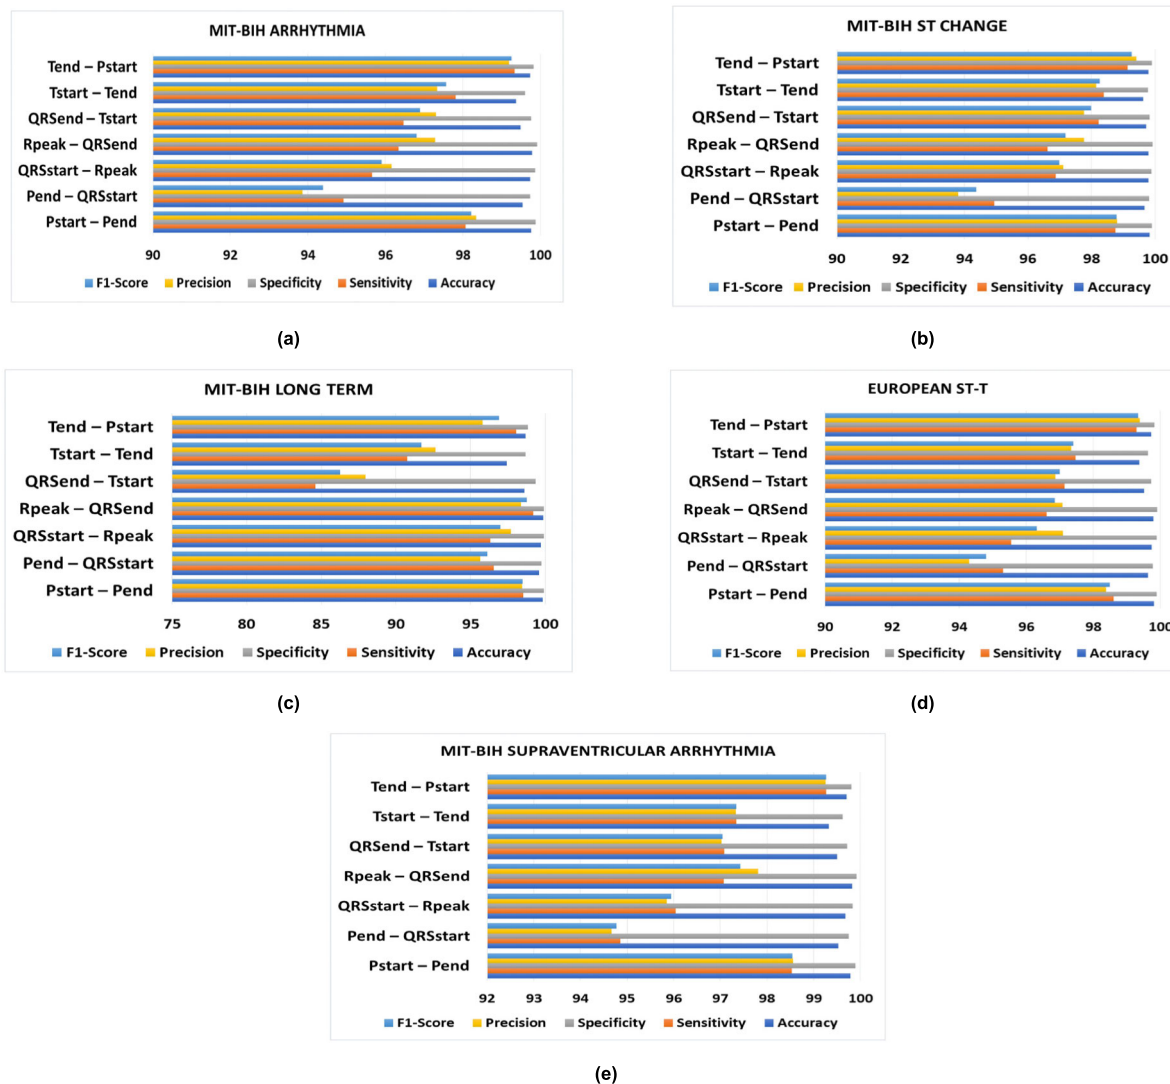 MIT-BIH ARRHYTHMIA
Tend – Pstart
Tstart – Tend
QRSend – Tstart
Rpeak – QRSend
QRSstart – Rpeak
Pend – QRSstart
Pstart – Pend
90 92 94 96 98 100
F1-Score Precision Specificity Sensitivity Accuracy
(a)
MIT-BIH ST CHANGE
Tend – Pstart
Tstart – Tend
QRSend – Tstart
Rpeak – QRSend
QRSstart – Rpeak
Pend – QRSstart
Pstart – Pend
90 92 94 96 98 100
F1-Score Precision Specificity Sensitivity Accuracy
(b)
MIT-BIH LONG TERM
Tend – Pstart
Tstart – Tend
QRSend – Tstart
Rpeak – QRSend
QRSstart – Rpeak
Pend – QRSstart
Pstart – Pend
75 80 85 90 95 100
F1-Score Precision Specificity Sensitivity Accuracy
(c)
EUROPEAN ST-T
Tend – Pstart
Tstart – Tend
QRSend – Tstart
Rpeak – QRSend
QRSstart – Rpeak
Pend – QRSstart
Pstart – Pend
90 92 94 96 98 100
F1-Score Precision Specificity Sensitivity Accuracy
(d)
MIT-BIH SUPRAVENTRICULAR ARRHYTHMIA
Tend – Pstart
Tstart – Tend
QRSend – Tstart
Rpeak – QRSend
QRSstart – Rpeak
Pend – QRSstart
Pstart – Pend
92 93 94 95 96 97 98 99 100
F1-Score Precision Specificity Sensitivity Accuracy
(e)